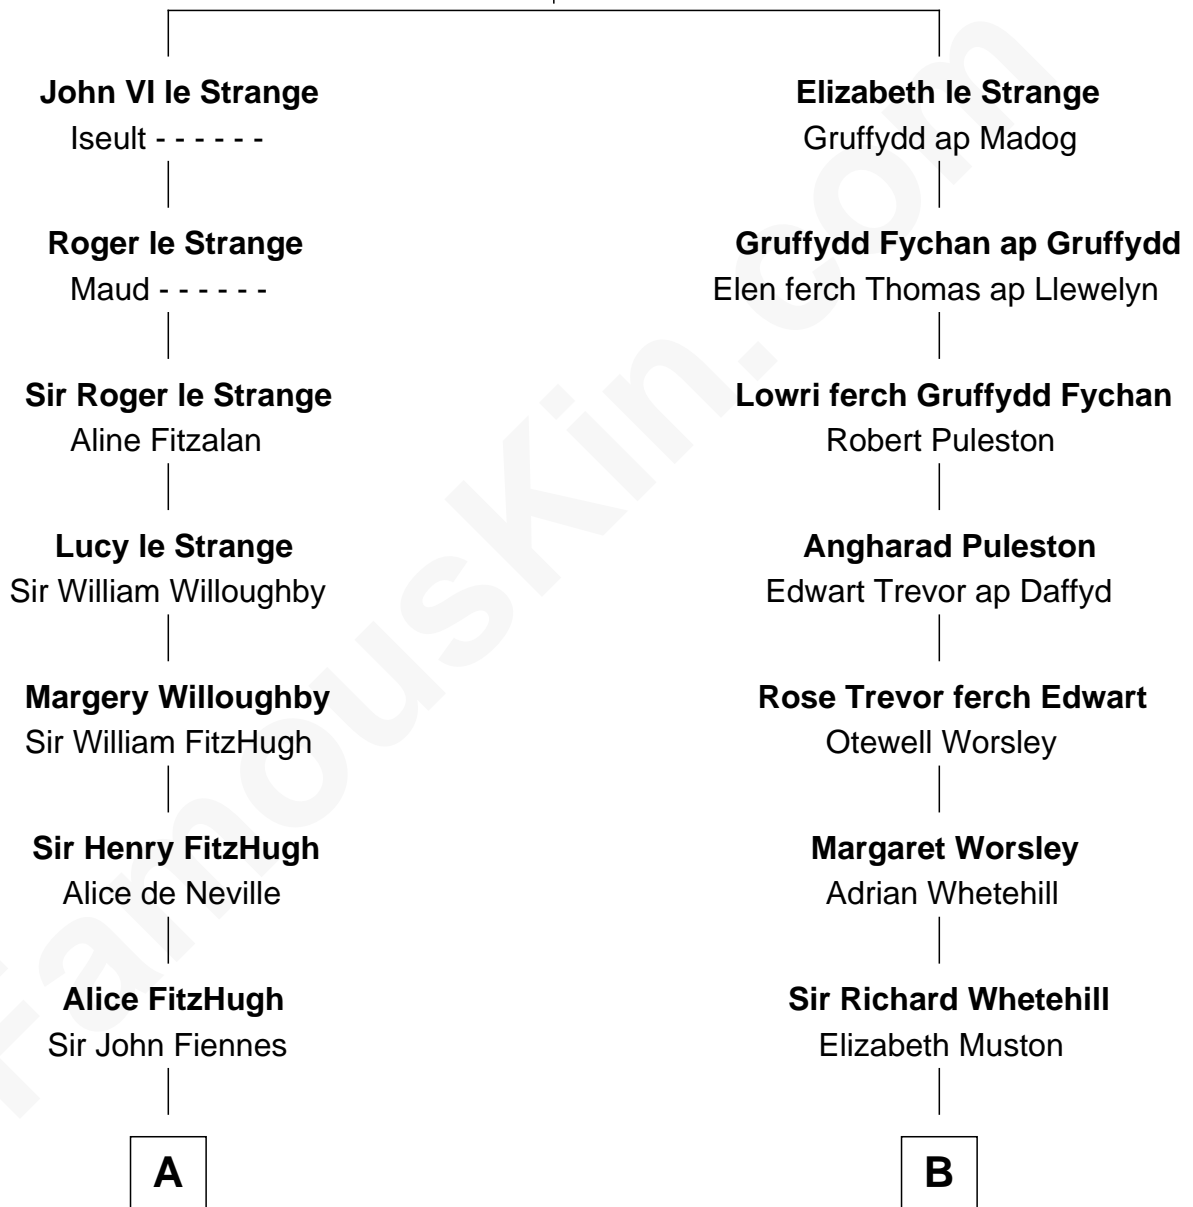 John VI le Strange
Iseult - - - - - -
Roger le Strange
Maud - - - - - -
Sir Roger le Strange
Aline Fitzalan
Lucy le Strange
Sir William Willoughby
Margery Willoughby
Sir William FitzHugh
Sir Henry FitzHugh
Alice de Neville
Alice FitzHugh
Sir John Fiennes
A
Elizabeth le Strange
Gruffydd ap Madog
Gruffydd Fychan ap Gruffydd
Elen ferch Thomas ap Llewelyn
Lowri ferch Gruffydd Fychan
Robert Puleston
Angharad Puleston
Edwart Trevor ap Daffyd
Rose Trevor ferch Edwart
Otewell Worsley
Margaret Worsley
Adrian Whetehill
Sir Richard Whetehill
Elizabeth Muston
B
FamousKin.com